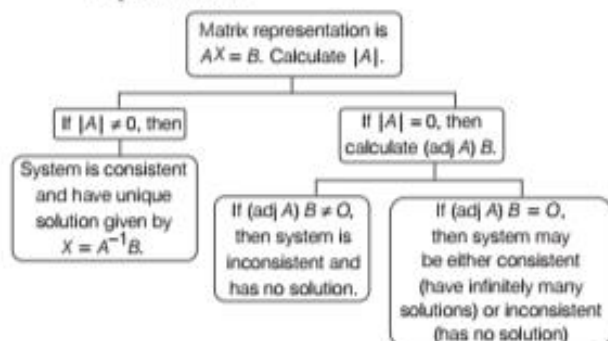 Matrix representation is
AX = B. Calculate |A|.
If |A| ≠ 0, then
If |A| = 0, then
calculate (adj A) B.
System is consistent
and have unique
solution given by
X = A⁻¹B.
If (adj A) B ≠ O,
then system is
inconsistent and
has no solution.
If (adj A) B = O,
then system may
be either consistent
(have infinitely many
solutions) or inconsistent
(has no solution)